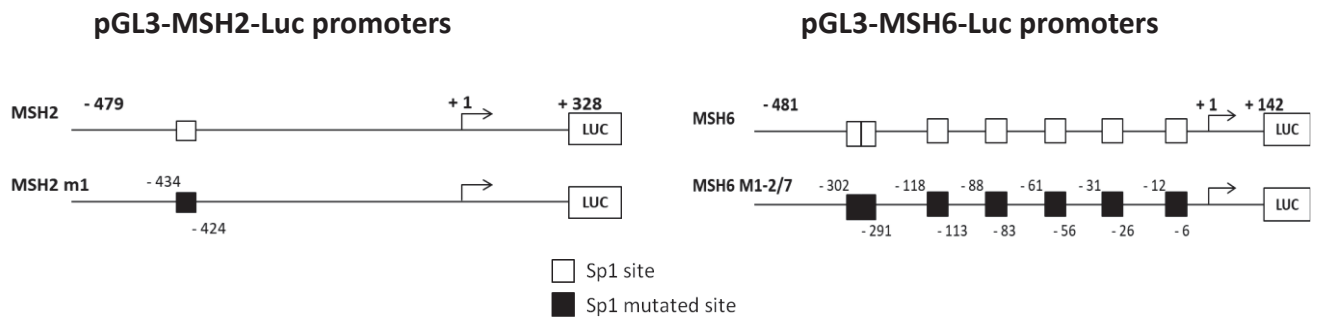 pGL3-MSH2-Luc promoters
MSH2
- 479
+ 1
+ 328
LUC
MSH2 m1
- 434
- 424
LUC
pGL3-MSH6-Luc promoters
MSH6
- 481
+ 1
+ 142
LUC
MSH6 M1-2/7
- 302
- 118
- 88
- 61
- 31
- 12
LUC
- 291
- 113
- 83
- 56
- 26
- 6
Sp1 site
Sp1 mutated site